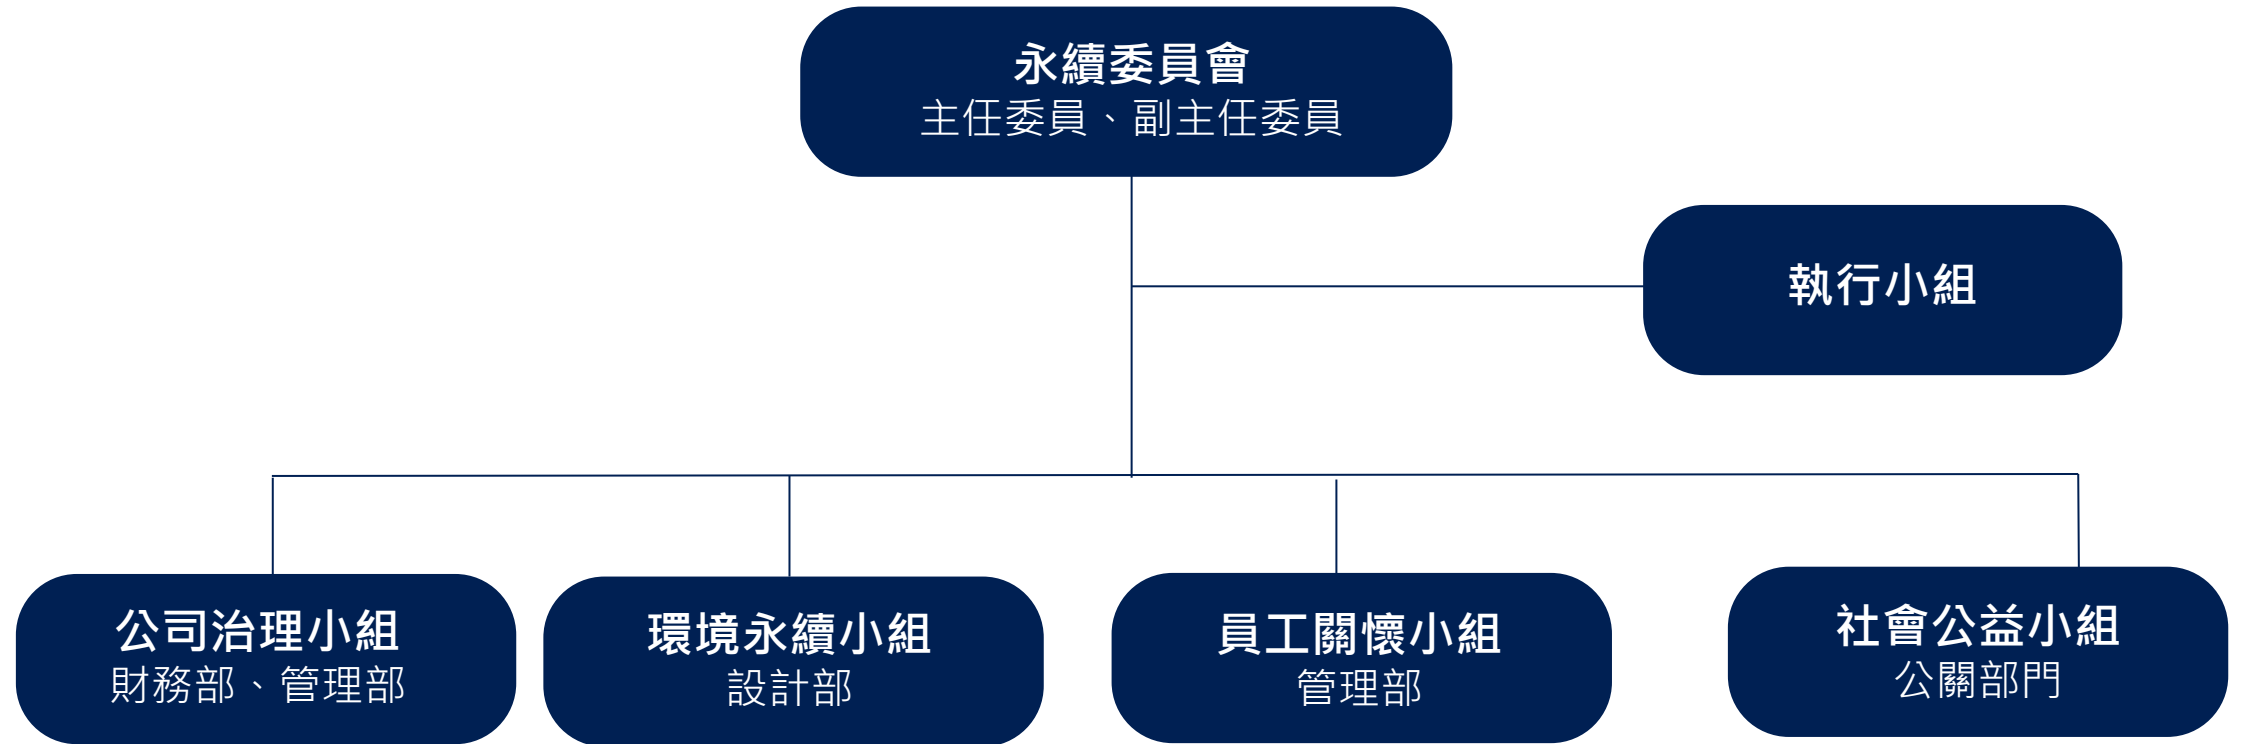 永續委員會
主任委員、副主任委員
執行小組
公司治理小組
財務部、管理部
環境永續小組
設計部
員工關懷小組
管理部
社會公益小組
公關部門